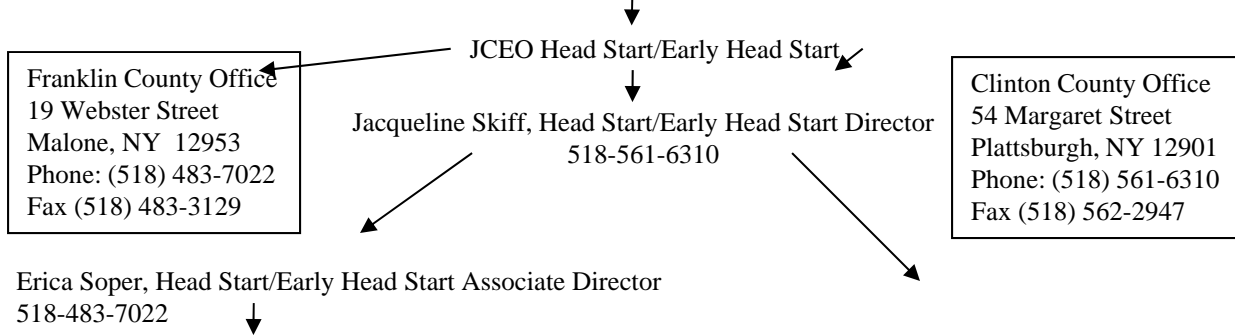 JCEO Head Start/Early Head Start
Franklin County Office
19 Webster Street
Malone, NY  12953
Phone: (518) 483-7022
Fax (518) 483-3129
Jacqueline Skiff, Head Start/Early Head Start Director
518-561-6310
Clinton County Office
54 Margaret Street
Plattsburgh, NY 12901
Phone: (518) 561-6310
Fax (518) 562-2947
Erica Soper, Head Start/Early Head Start Associate Director
518-483-7022